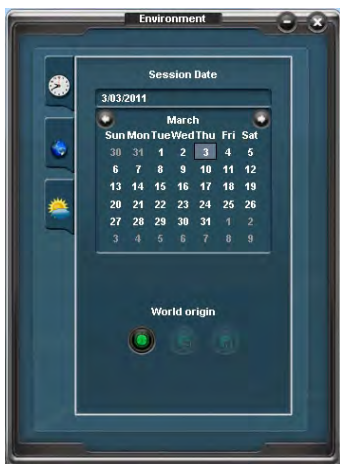 Environment
Session Date
3/03/2011
March
Sun Mon Tue Wed Thu Fri Sat
30 31 1 2 3 4 5
6 7 8 9 10 11 12
13 14 15 16 17 18 19
20 21 22 23 24 25 26
27 28 29 30 31 1 2
3 4 5 6 7 8 9
World origin